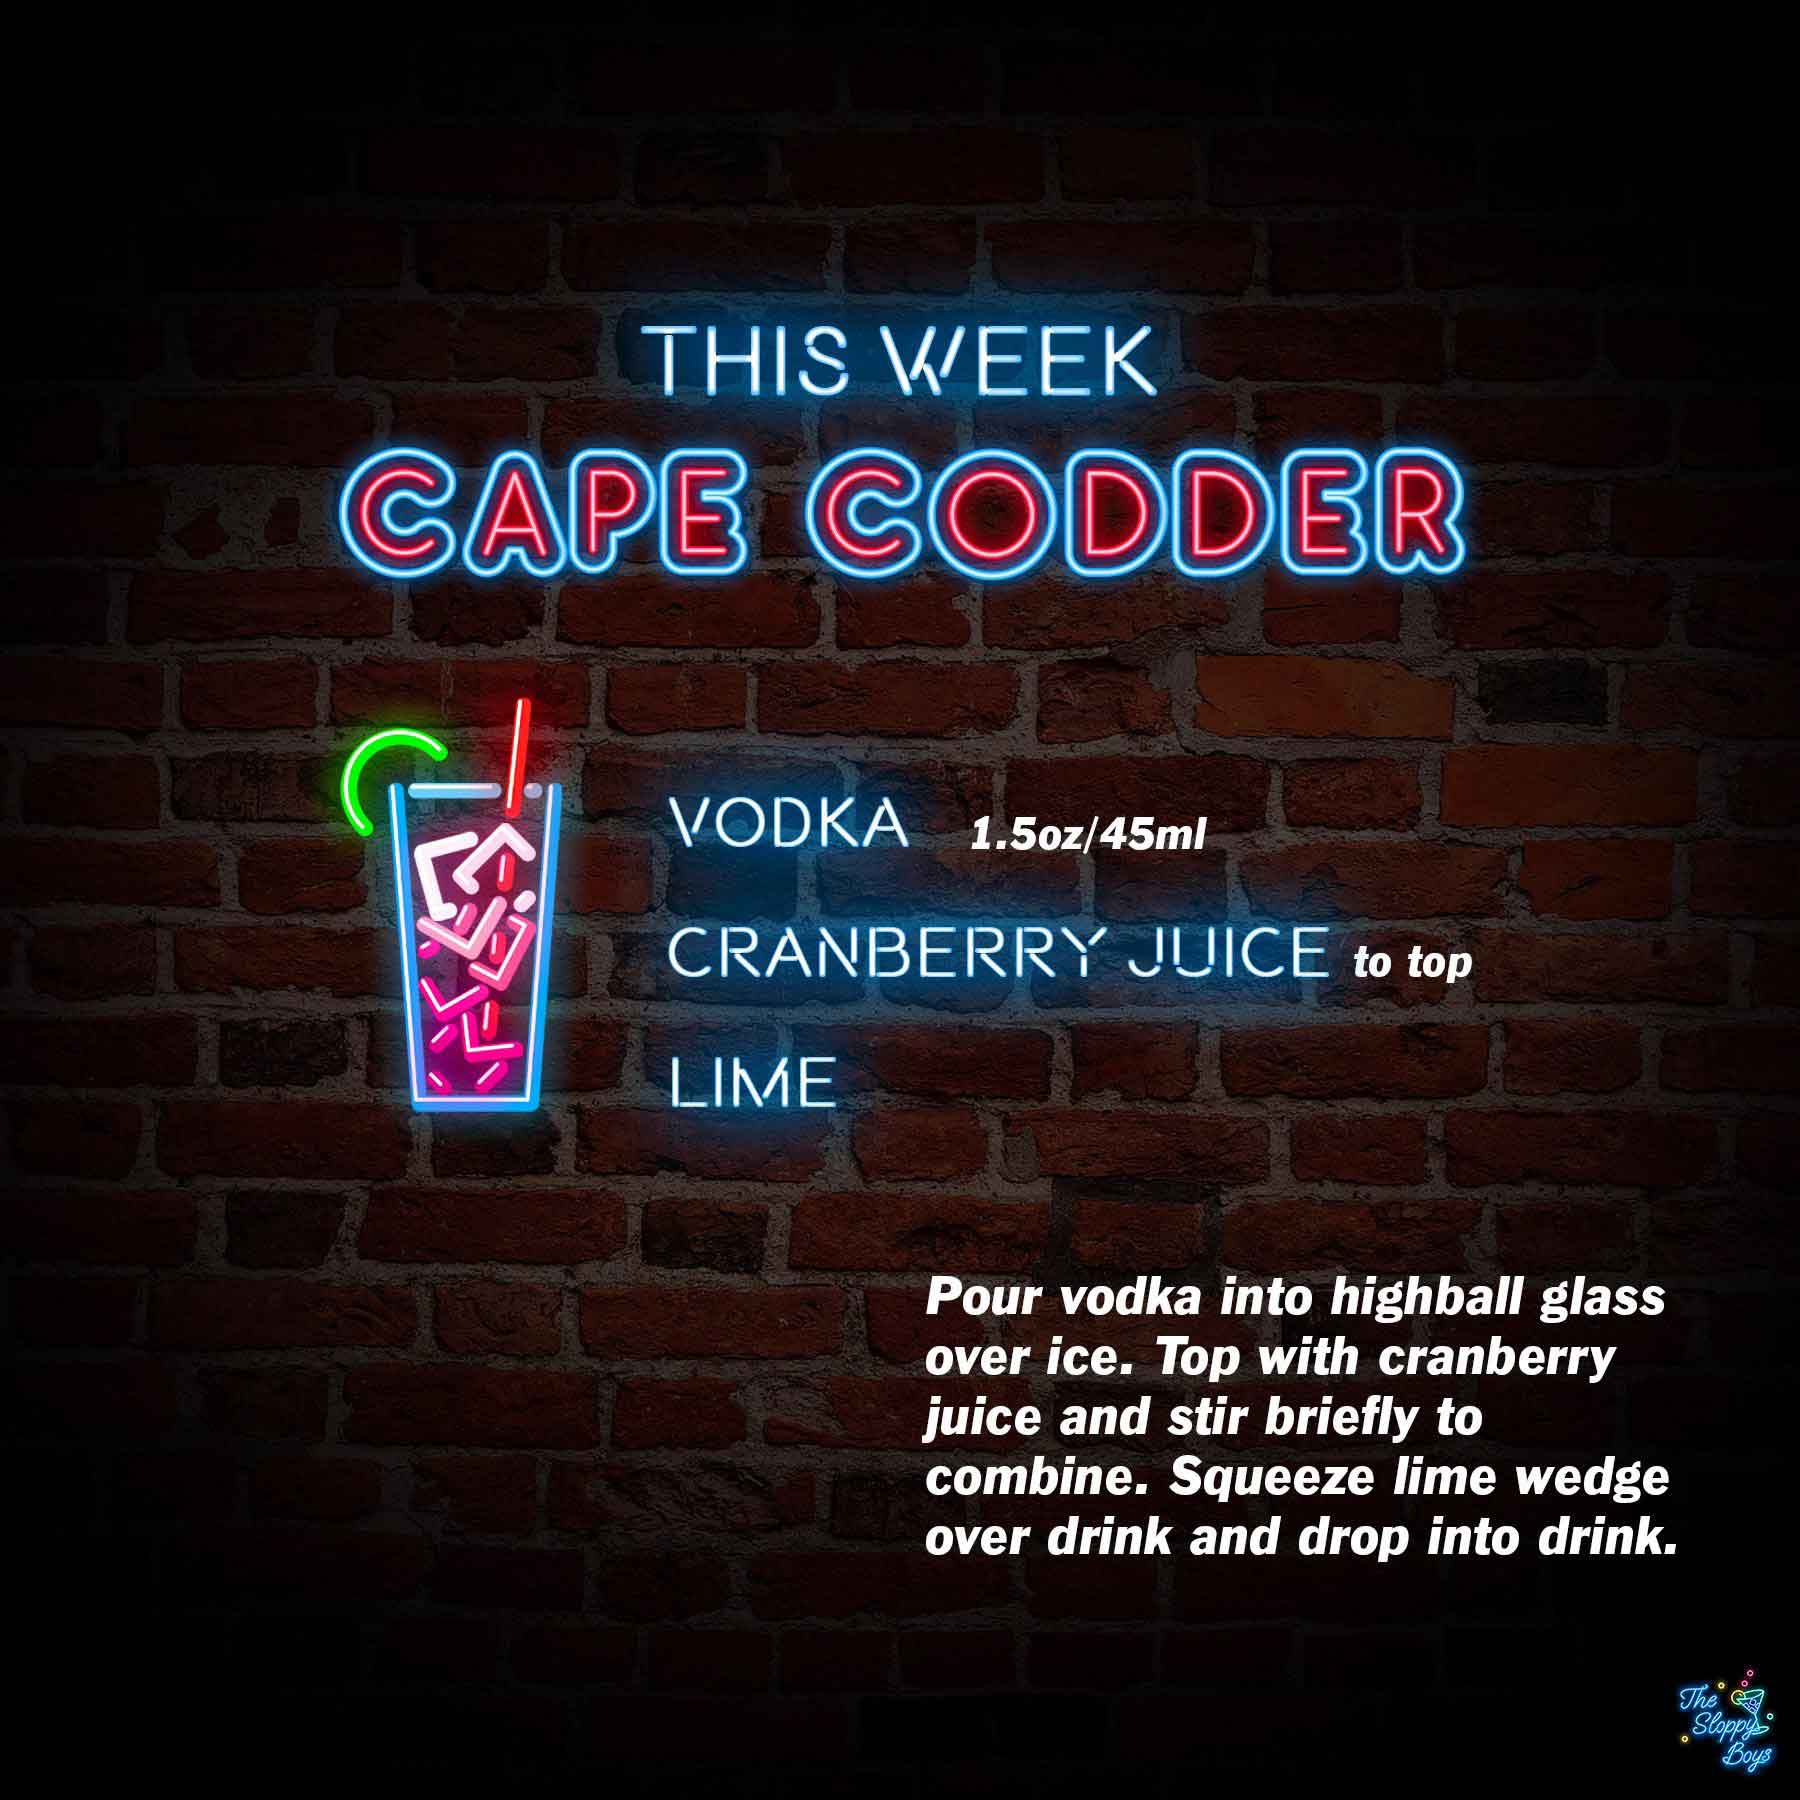 THIS WEEK
CAPE CODDER
VODKA 1.5oz/45ml
CRANBERRY JUICE to top
LIME
Pour vodka into highball glass
over ice. Top with cranberry
juice and stir briefly to
combine. Squeeze lime wedge
over drink and drop into drink.
The
Sloppy
Boys